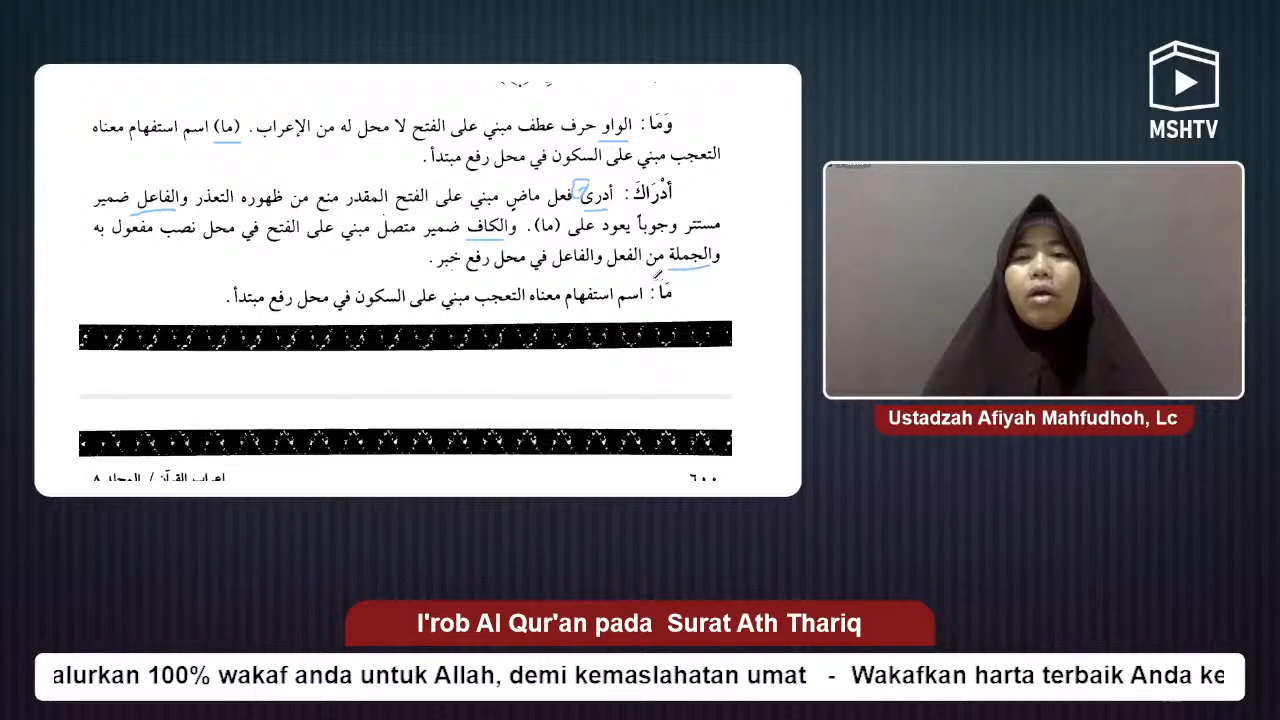 وَمَا : الواو حرف عطف مبني على الفتح لا محل له من الإعراب . (ما) اسم استفهام معناه
التعجب مبني على السكون في محل رفع مبتدأ .
أَدْرَاكَ : أدرى فعل ماضٍ مبني على الفتح المقدر منع من ظهوره التعذر والفاعل ضمير
مستتر وجوباً يعود على (ما). والكاف ضمير متصل مبني على الفتح في محل نصب مفعول به
والجملة من الفعل والفاعل في محل رفع خبر .
مَا : اسم استفهام معناه التعجب مبني على السكون في محل رفع مبتدأ .
٦٠٠ إعراب القرآن / المجلد ٨
MSHTV
Ustadzah Afiyah Mahfudhoh, Lc
I'rob Al Qur'an pada Surat Ath Thariq
alurkan 100% wakaf anda untuk Allah, demi kemaslahatan umat - Wakafkan harta terbaik Anda ke